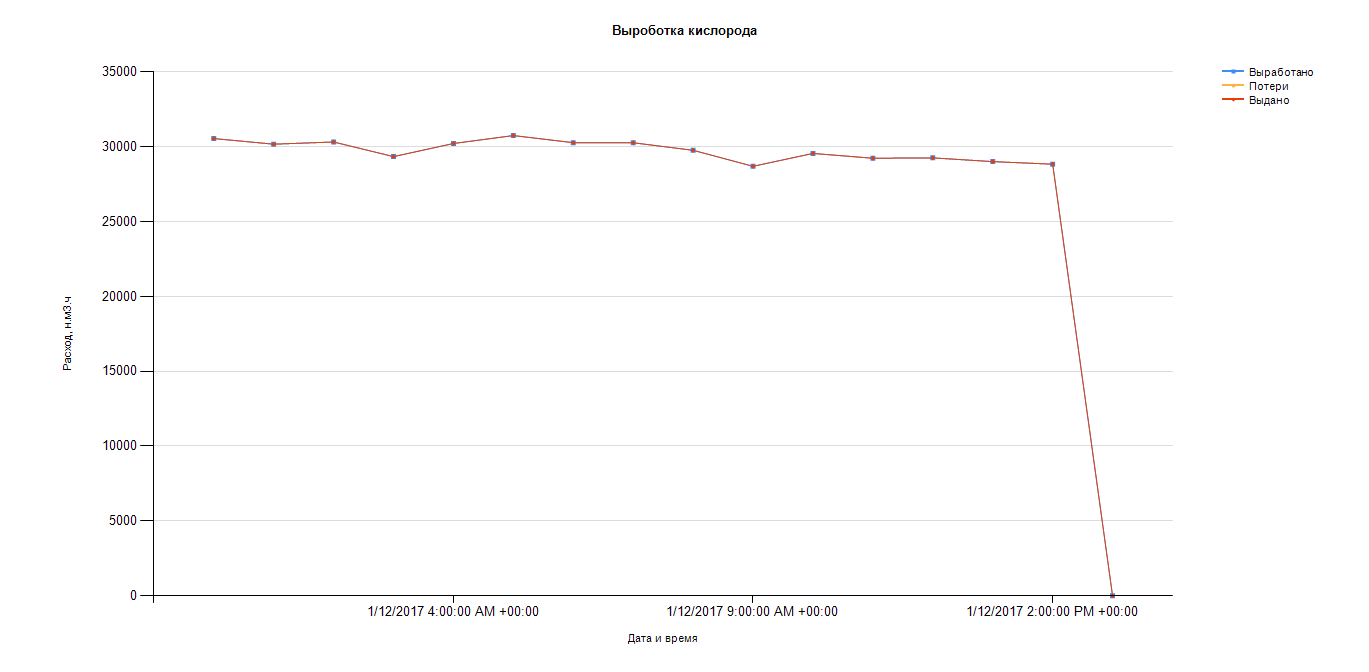 Выроботка кислорода
Выработано
Потери
Выдано
35000
30000
25000
20000
15000
10000
5000
0
Расход, н.м3.ч
1/12/2017 4:00:00 AM +00:00
1/12/2017 9:00:00 AM +00:00
1/12/2017 2:00:00 PM +00:00
Дата и время